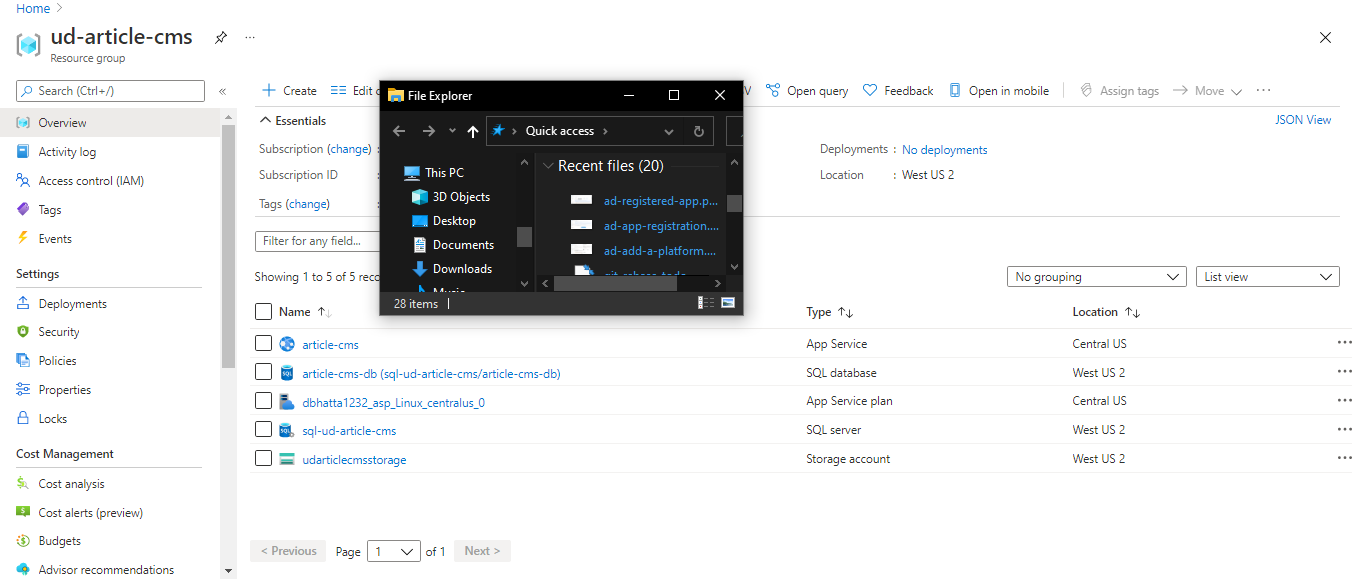 Home >
ud-article-cms
Resource group
Search (Ctrl+/)
Overview
Activity log
Access control (IAM)
Tags
Events
Settings
Deployments
Security
Policies
Properties
Locks
Cost Management
Cost analysis
Cost alerts (preview)
Budgets
Advisor recommendations
Create
Edit
Open query
Feedback
Open in mobile
Assign tags
Move
Essentials
JSON View
Subscription (change) :
Subscription ID
Tags (change) :
Deployments : No deployments
Location : West US 2
Filter for any field...
Showing 1 to 5 of 5
No grouping
List view
Name Type Location
article-cms App Service Central US
article-cms-db (sql-ud-article-cms/article-cms-db) SQL database West US 2
dbhatta1232_asp_Linux_centralus_0 App Service plan Central US
sql-ud-article-cms SQL server West US 2
udarticlecmsstorage Storage account West US 2
< Previous Page 1 of 1 Next >
File Explorer
Quick access
This PC
3D Objects
Desktop
Documents
Downloads
Music
Recent files (20)
ad-registered-app.p...
ad-app-registration....
ad-add-a-platform....
28 items